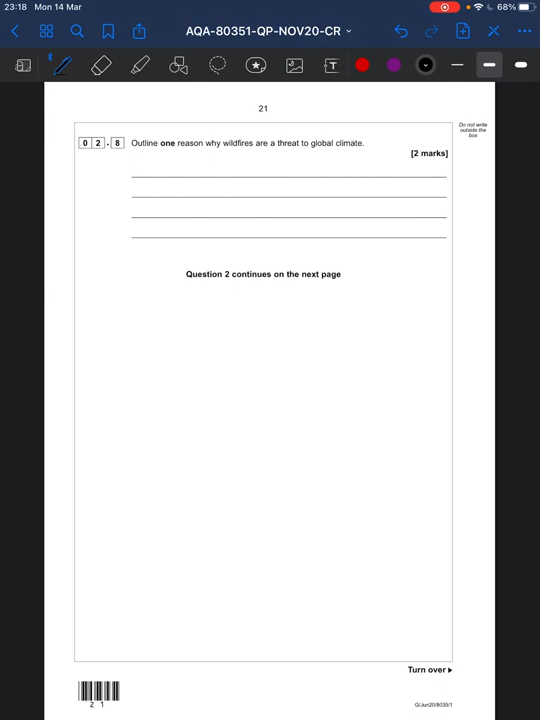 23:18 Mon 14 Mar
68%
AQA-80351-QP-NOV20-CR
T
21
Do not write
outside the
box
0 2 . 8 Outline one reason why wildfires are a threat to global climate.
[2 marks]
Question 2 continues on the next page
Turn over
2 1
G/Jun20/8035/1